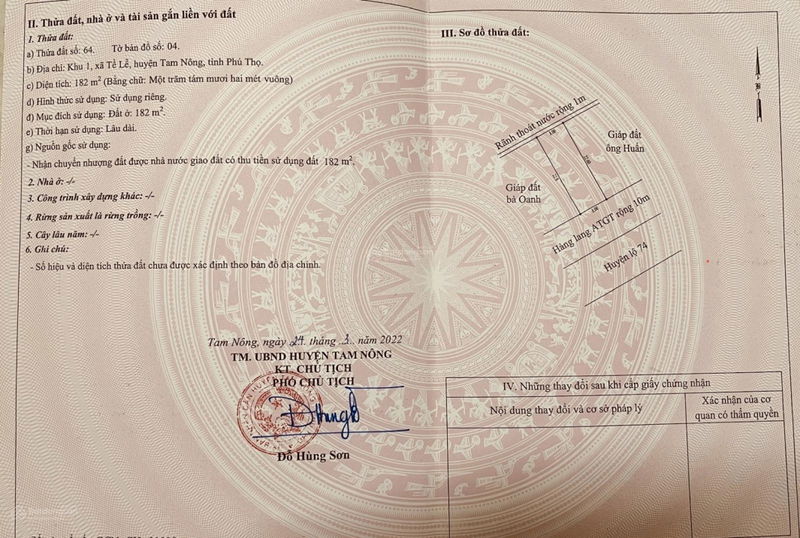 II. Thửa đất, nhà ở và tài sản gắn liền với đất
1. Thửa đất:
a) Thửa đất số: 64. Tờ bản đồ số: 04.
b) Địa chỉ: Khu 1, xã Tề Lễ, huyện Tam Nông, tỉnh Phú Thọ.
c) Diện tích: 182 m² (Bằng chữ: Một trăm tám mươi hai mét vuông)
d) Hình thức sử dụng: Sử dụng riêng.
đ) Mục đích sử dụng: Đất ở: 182 m².
e) Thời hạn sử dụng: Lâu dài.
g) Nguồn gốc sử dụng:
- Nhận chuyển nhượng đất được nhà nước giao đất có thu tiền sử dụng đất 182 m².
2. Nhà ở: -/-
3. Công trình xây dựng khác: -/-
4. Rừng sản xuất là rừng trồng: -/-
5. Cây lâu năm: -/-
6. Ghi chú:
- Số hiệu và diện tích thửa đất chưa được xác định theo bản đồ địa chính.
Tam Nông, ngày 24 tháng 3 năm 2022
TM. UBND HUYỆN TAM NÔNG
KT. CHỦ TỊCH
PHÓ CHỦ TỊCH
Đỗ Hùng Sơn
III. Sơ đồ thửa đất:
Rãnh thoát nước rộng 1m
Giáp đất
ông Huấn
Giáp đất
bà Oanh
Hành lang ATGT rộng 10m
Huyện lộ 74
IV. Những thay đổi sau khi cấp giấy chứng nhận
Nội dung thay đổi và cơ sở pháp lý
Xác nhận của cơ
quan có thẩm quyền